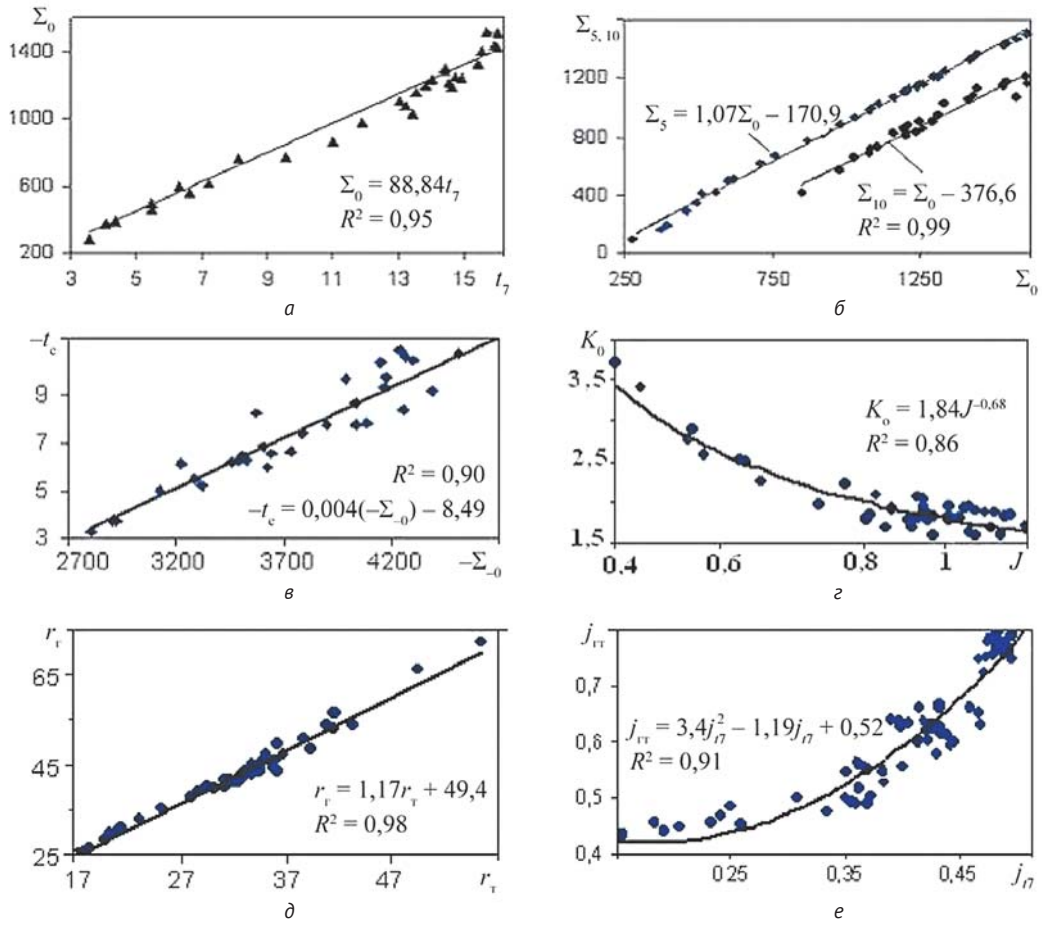 Σ₀
1400
1000
600
200
3 5 7 9 11 13 15
t₇
Σ₀ = 88,84t₇
R² = 0,95
а
Σ₅, ₁₀
1200
800
400
0
250 750 1250
Σ₀
Σ₅ = 1,07Σ₀ – 170,9
Σ₁₀ = Σ₀ – 376,6
R² = 0,99
б
–tc
9
7
5
3
2700 3200 3700 4200
–Σ₋₀
R² = 0,90
–tc = 0,004(–Σ₋₀) – 8,49
в
K₀
3,5
2,5
1,5
0,4 0,6 0,8 1
J
Kо = 1,84J⁻⁰,⁶⁸
R² = 0,86
г
rг
65
45
25
17 27 37 47
rт
rг = 1,17rт + 49,4
R² = 0,98
д
jгт
0,7
0,6
0,5
0,4
025 0,35 0,45
jt7
jгт = 3,4j²t7 – 1,19jt7 + 0,52
R² = 0,91
е